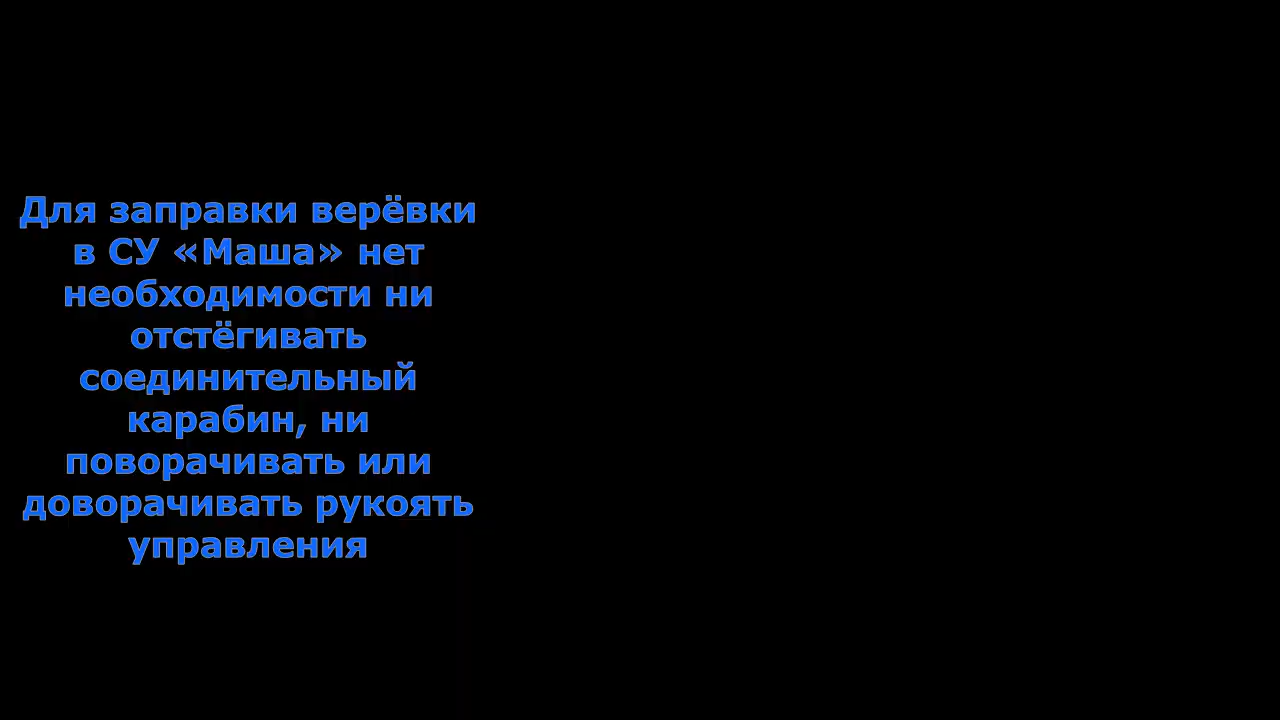 Для заправки верёвки
в СУ «Маша» нет
необходимости ни
отстёгивать
соединительный
карабин, ни
поворачивать или
доворачивать рукоять
управления